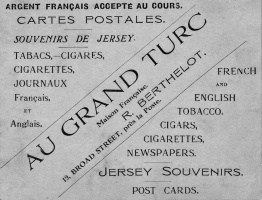 ARGENT FRANÇAIS ACCEPTE AU COURS.
CARTES POSTALES.
SOUVENIRS DE JERSEY.
TABACS,—CIGARES,
CIGARETTES,
JOURNAUX
Français,
ET
Anglais.
AU GRAND TURC
Maison Française.
R. BERTHELOT.
13, BROAD STREET, près la Poste.
FRENCH
AND
ENGLISH
TOBACCO.
CIGARS,
CIGARETTES,
NEWSPAPERS.
JERSEY SOUVENIRS.
POST CARDS.